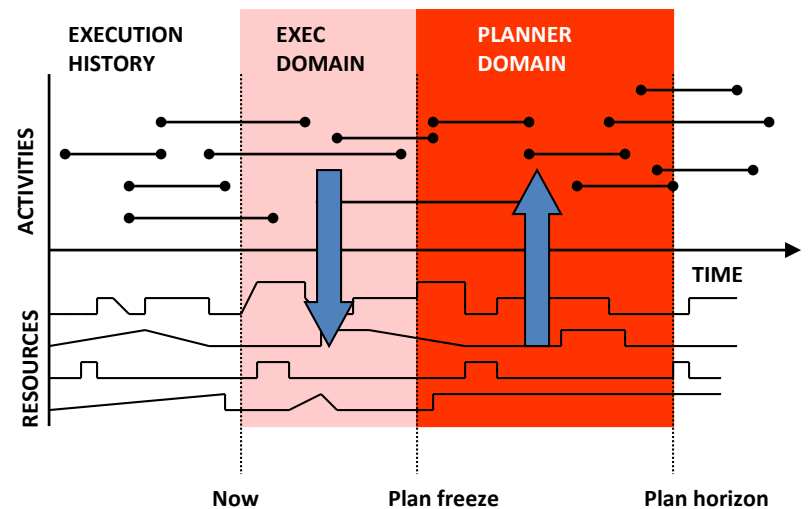 EXECUTION
HISTORY
EXEC
DOMAIN
PLANNER
DOMAIN
ACTIVITIES
TIME
RESOURCES
Now
Plan freeze
Plan horizon